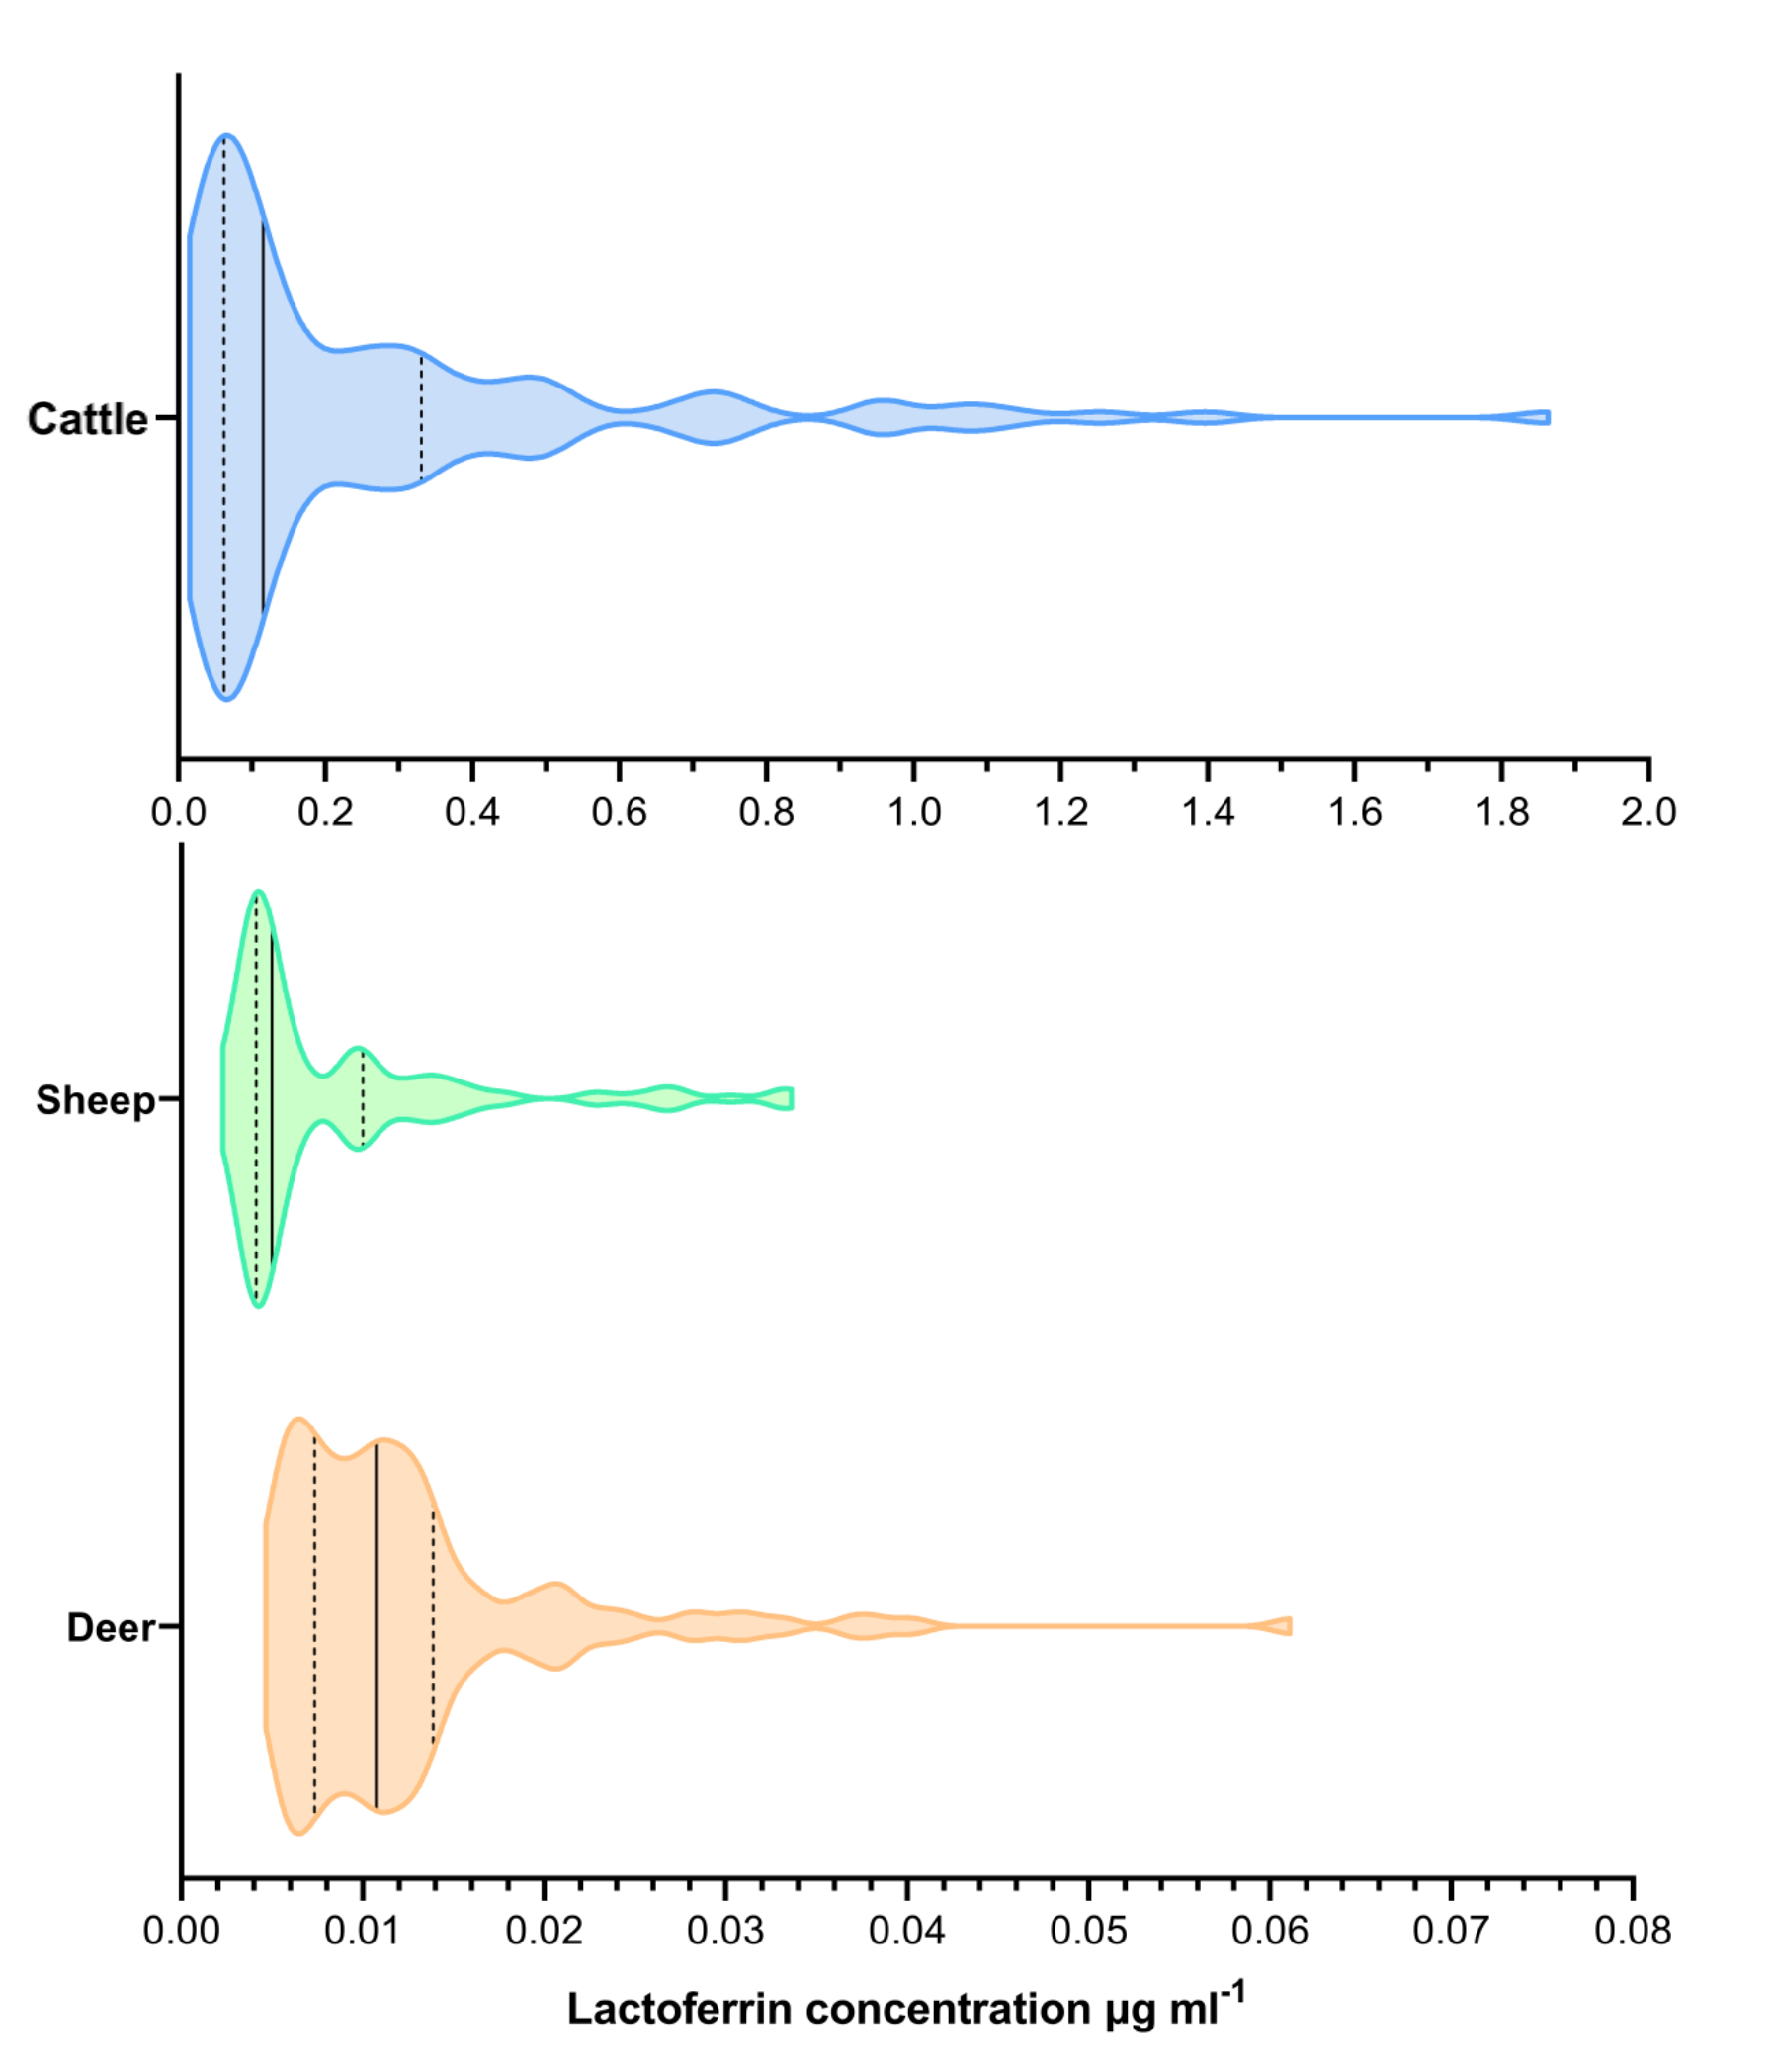 Cattle
0.0 0.2 0.4 0.6 0.8 1.0 1.2 1.4 1.6 1.8 2.0
Sheep
Deer
0.00 0.01 0.02 0.03 0.04 0.05 0.06 0.07 0.08
Lactoferrin concentration µg ml⁻¹